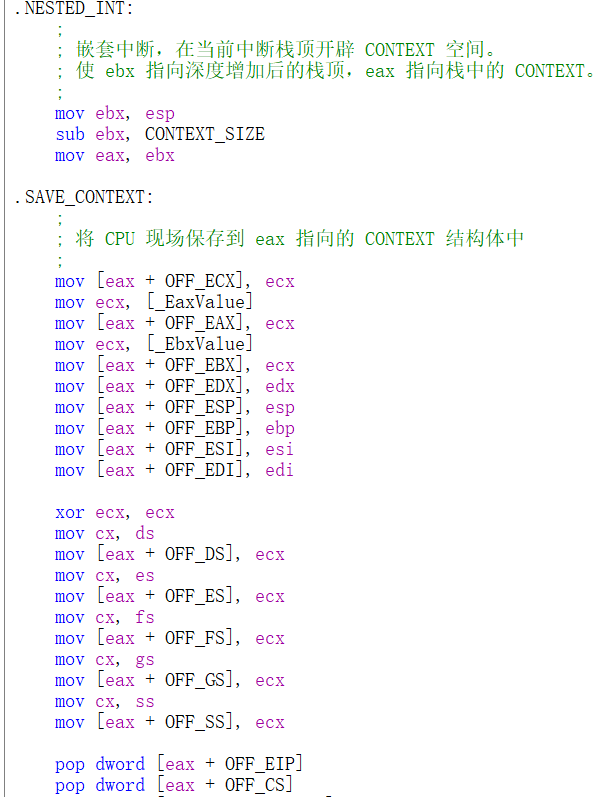 .NESTED_INT:
;
; 嵌套中断，在当前中断栈顶开辟 CONTEXT 空间。
; 使 ebx 指向深度增加后的栈顶，eax 指向栈中的 CONTEXT。
;
mov ebx, esp
sub ebx, CONTEXT_SIZE
mov eax, ebx
.SAVE_CONTEXT:
;
; 将 CPU 现场保存到 eax 指向的 CONTEXT 结构体中
;
mov [eax + OFF_ECX], ecx
mov ecx, [_EaxValue]
mov [eax + OFF_EAX], ecx
mov ecx, [_EbxValue]
mov [eax + OFF_EBX], ecx
mov [eax + OFF_EDX], edx
mov [eax + OFF_ESP], esp
mov [eax + OFF_EBP], ebp
mov [eax + OFF_ESI], esi
mov [eax + OFF_EDI], edi
xor ecx, ecx
mov cx, ds
mov [eax + OFF_DS], ecx
mov cx, es
mov [eax + OFF_ES], ecx
mov cx, fs
mov [eax + OFF_FS], ecx
mov cx, gs
mov [eax + OFF_GS], ecx
mov cx, ss
mov [eax + OFF_SS], ecx
pop dword [eax + OFF_EIP]
pop dword [eax + OFF_CS]